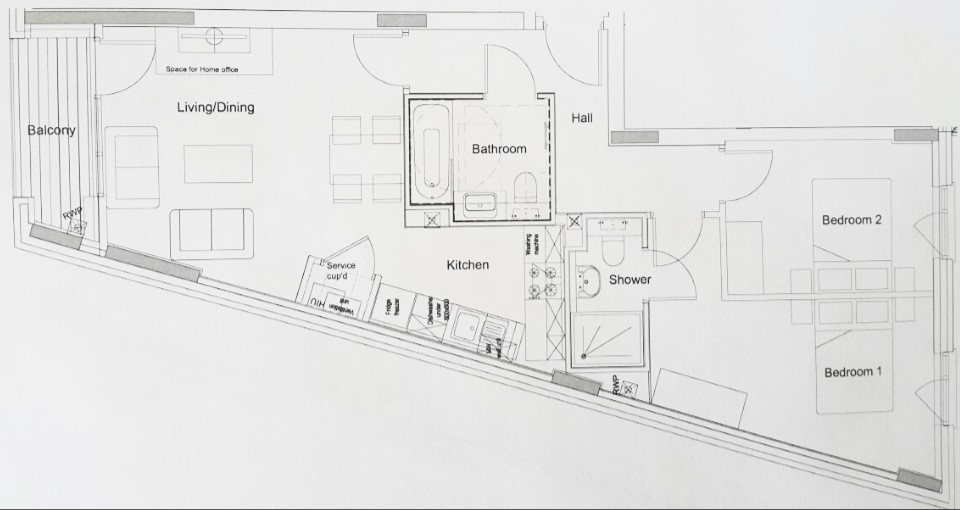 Space for Home office
Living/Dining
Balcony
Hall
Bathroom
RWP
Bedroom 2
Washing
machine
Kitchen
Service
cup'd
Shower
HIU
Ventilation
unit
Fridge
freezer
Dishwasher
under
Bedroom 1
RWP